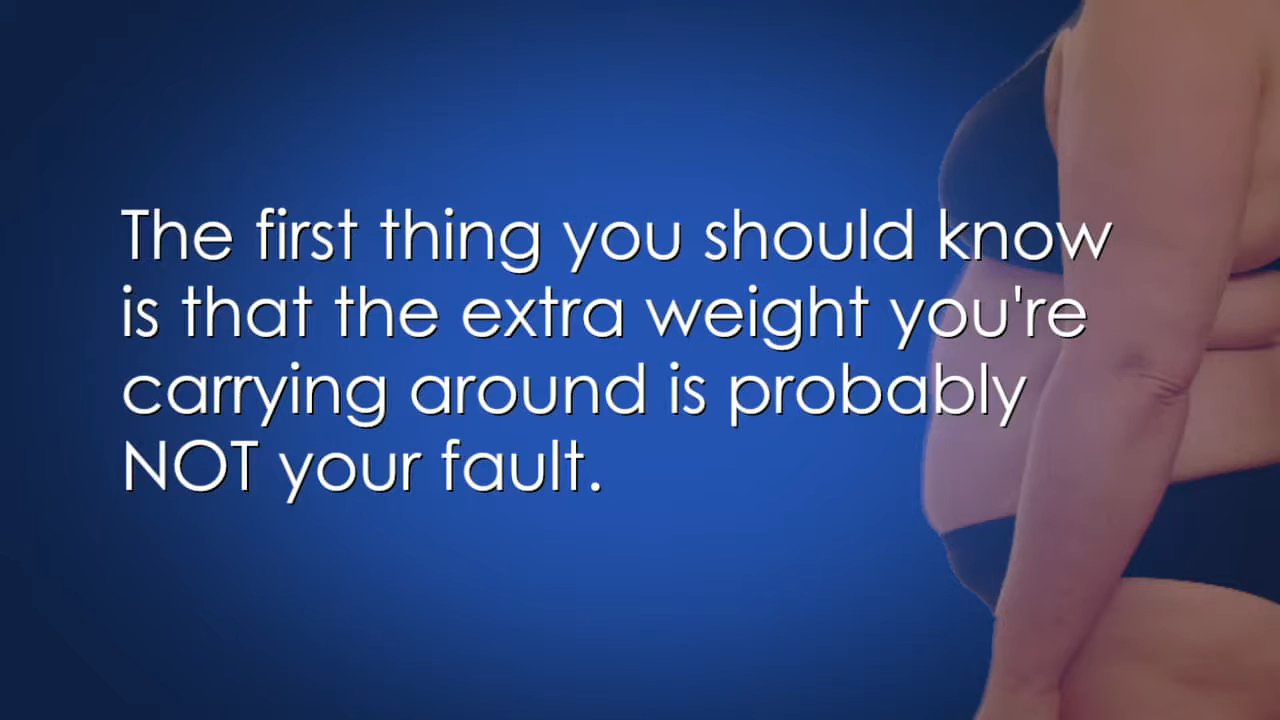 The first thing you should know
is that the extra weight you're
carrying around is probably
NOT your fault.